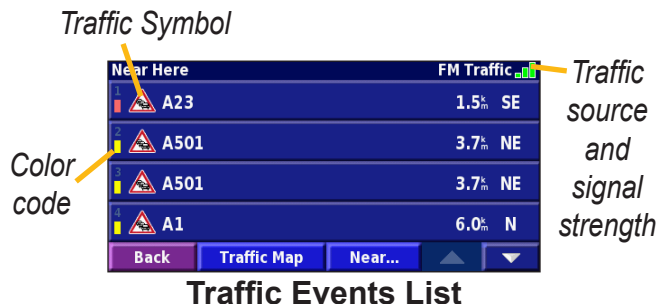 Traffic Symbol
Near Here FM Traffic
1 A23 1.5km SE
2 A501 3.7km NE
3 A501 3.7km NE
4 A1 6.0km N
Back Traffic Map Near...
Color
code
Traffic
source
and
signal
strength
Traffic Events List